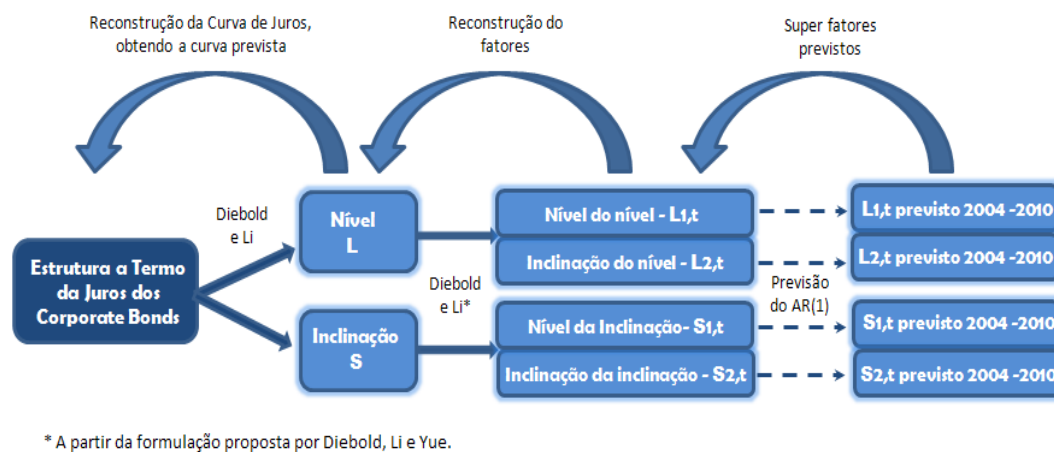 Reconstrução da Curva de Juros,
obtendo a curva prevista
Reconstrução do
fatores
Super fatores
previstos
Diebold
e Li
Nível
L
Nível do nível - L1,t
L1,t previsto 2004 -2010
Inclinação do nível - L2,t
L2,t previsto 2004 -2010
Estrutura a Termo
da Juros dos
Corporate Bonds
Diebold
e Li*
Previsão
do AR(1)
Inclinação
S
Nível da Inclinação- S1,t
S1,t previsto 2004 -2010
Inclinação da inclinação - S2,t
S2,t previsto 2004 -2010
* A partir da formulação proposta por Diebold, Li e Yue.